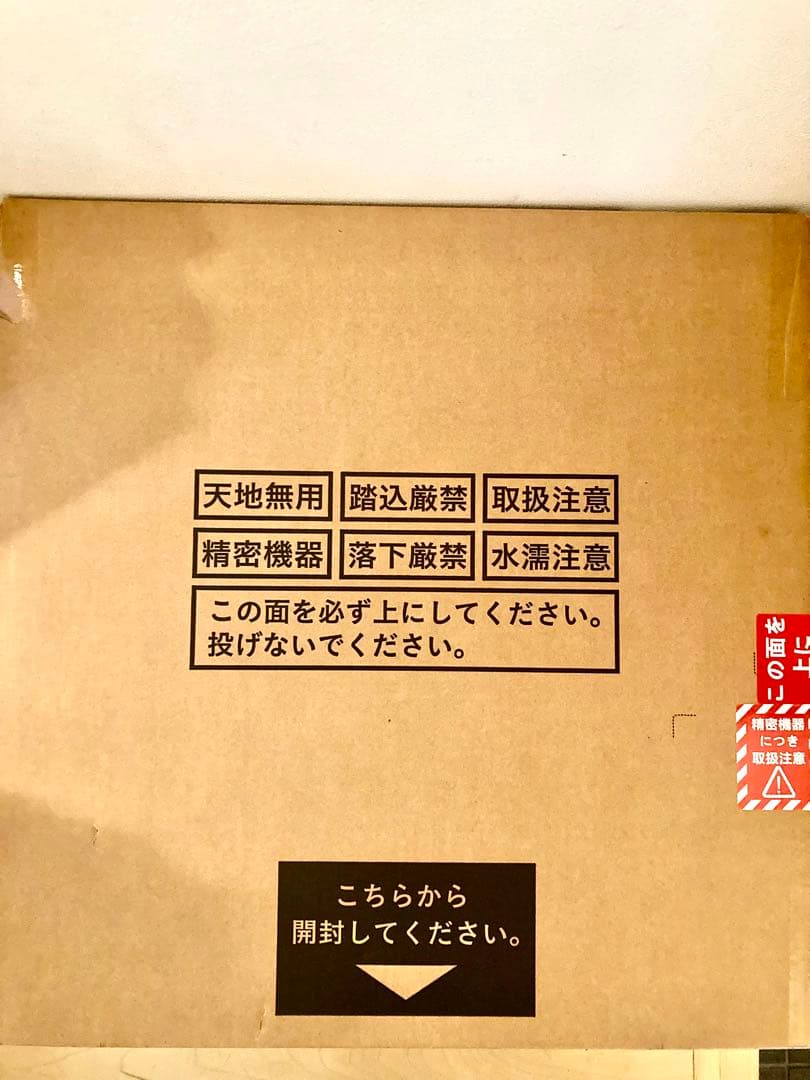 天地無用 踏込厳禁 取扱注意
精密機器 落下厳禁 水濡注意
この面を必ず上にしてください。
投げないでください。
この面を
上に
精密機器
につき
取扱注意
こちらから
開封してください。